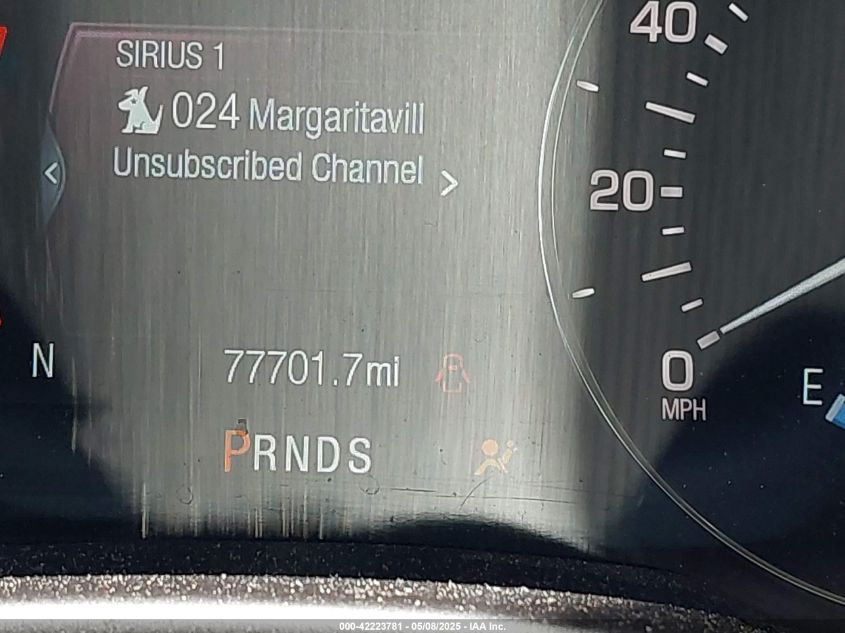 SIRIUS 1
024 Margaritavill
Unsubscribed Channel
<
>
40
20
0
MPH
E
N
77701.7mi
PRNDS
000-42223781 - 05/08/2025 - IAA Inc.